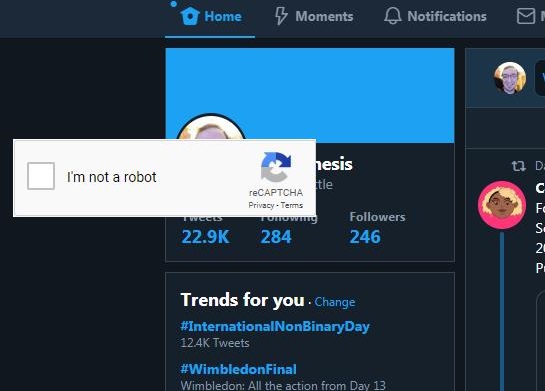 Home Moments Notifications M
nesis
ttle
I'm not a robot
reCAPTCHA
Privacy - Terms
Tweets Following Followers
22.9K 284 246
Trends for you · Change
#InternationalNonBinaryDay
12.4K Tweets
#WimbledonFinal
Wimbledon: All the action from Day 13